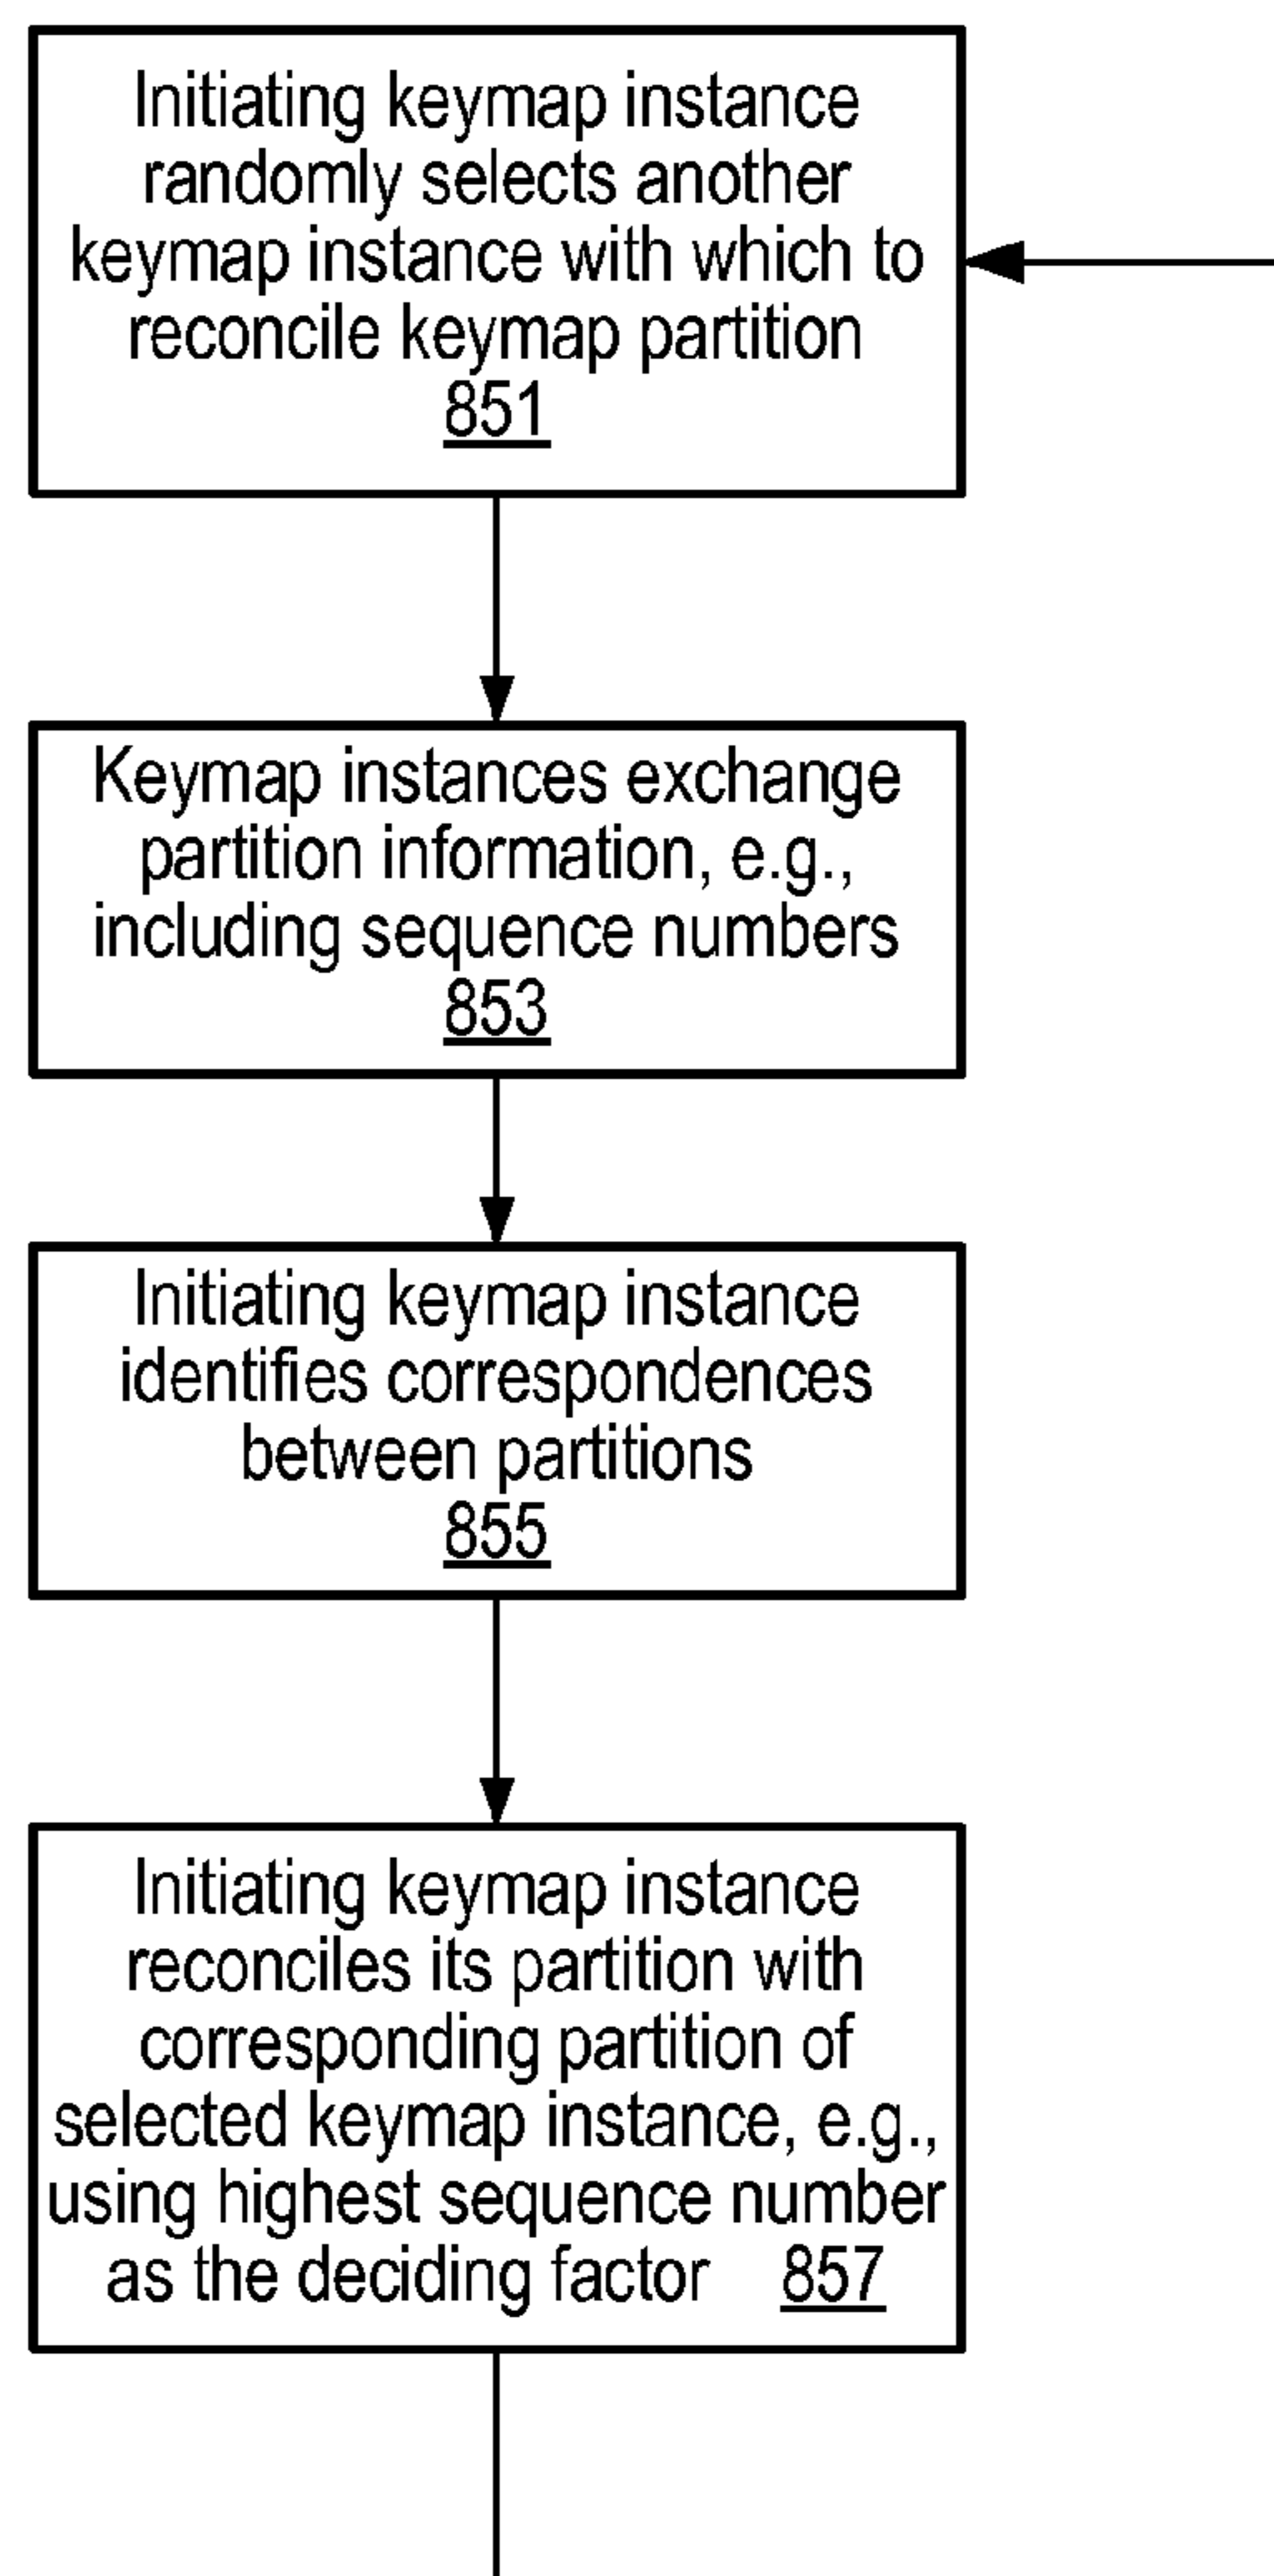 Initiating keymap instance
randomly selects another
keymap instance with which to
reconcile keymap partition
851
Keymap instances exchange
partition information, e.g.,
including sequence numbers
853
Initiating keymap instance
identifies correspondences
between partitions
855
Initiating keymap instance
reconciles its partition with
corresponding partition of
selected keymap instance, e.g.,
using highest sequence number
as the deciding factor 857